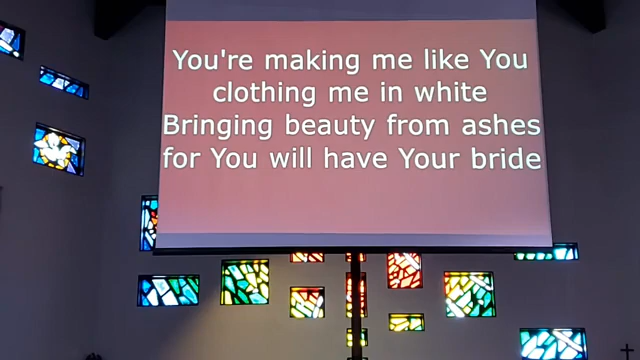 You're making me like You
clothing me in white
Bringing beauty from ashes
for You will have Your bride